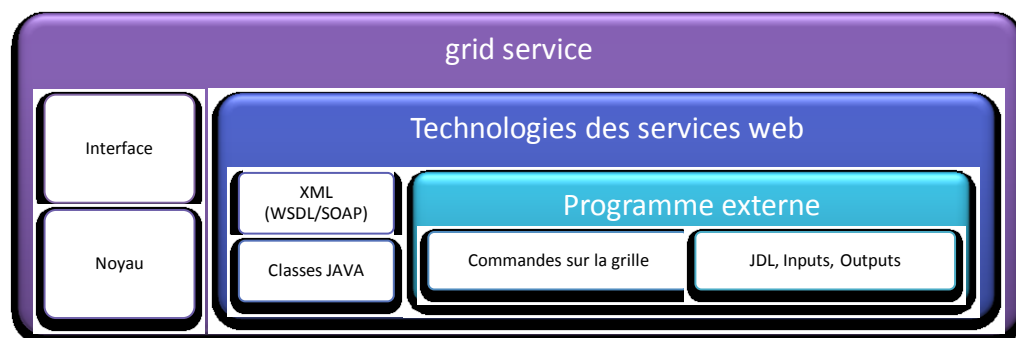 grid service
Interface
Noyau
Technologies des services web
XML
(WSDL/SOAP)
Classes JAVA
Programme externe
Commandes sur la grille
JDL, Inputs, Outputs